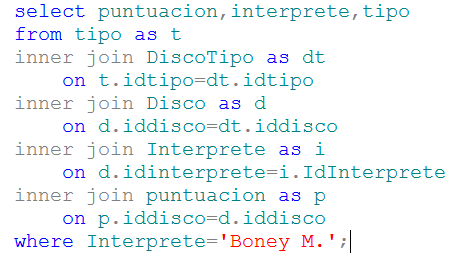 select puntuacion,interprete,tipo
from tipo as t
inner join DiscoTipo as dt
on t.idtipo=dt.idtipo
inner join Disco as d
on d.iddisco=dt.iddisco
inner join Interprete as i
on d.idinterprete=i.IdInterprete
inner join puntuacion as p
on p.iddisco=d.iddisco
where Interprete='Boney M.';